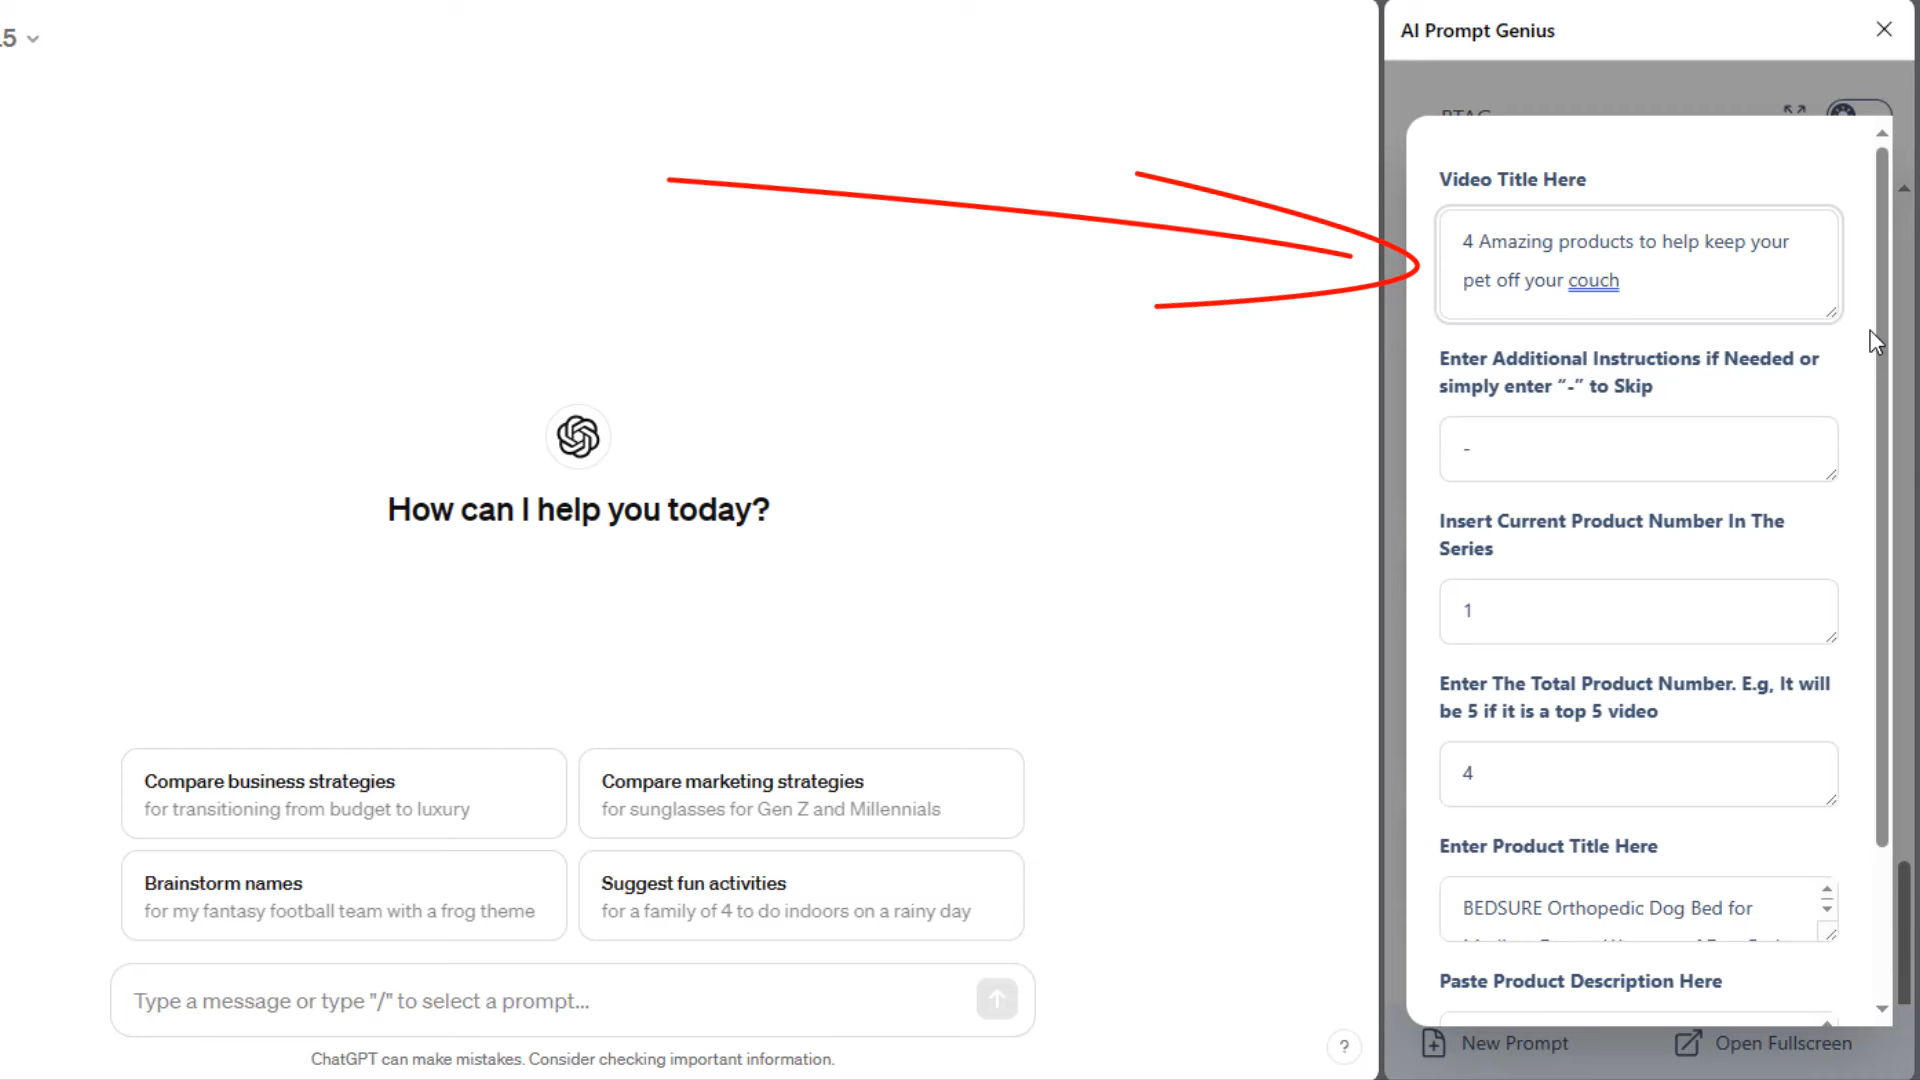 .5
How can I help you today?
Compare business strategies
for transitioning from budget to luxury
Compare marketing strategies
for sunglasses for Gen Z and Millennials
Brainstorm names
for my fantasy football team with a frog theme
Suggest fun activities
for a family of 4 to do indoors on a rainy day
Type a message or type "/" to select a prompt...
ChatGPT can make mistakes. Consider checking important information.
?
AI Prompt Genius
Video Title Here
4 Amazing products to help keep your
pet off your couch
Enter Additional Instructions if Needed or
simply enter “-” to Skip
-
Insert Current Product Number In The
Series
1
Enter The Total Product Number. E.g, It will
be 5 if it is a top 5 video
4
Enter Product Title Here
BEDSURE Orthopedic Dog Bed for
Paste Product Description Here
New Prompt
Open Fullscreen